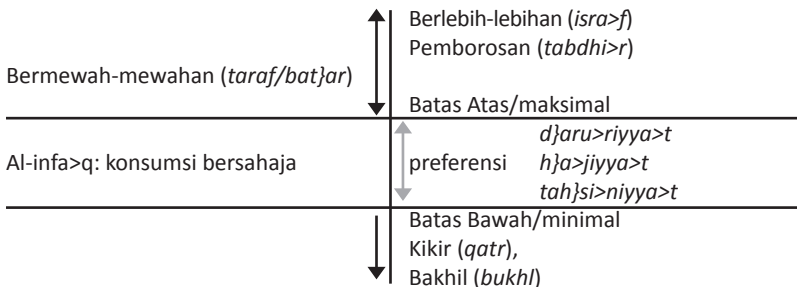 Berlebih-lebihan (isra>f)
Pemborosan (tabdhi>r)
Bermewah-mewahan (taraf/bat}ar)
Batas Atas/maksimal
d}aru>riyya>t
Al-infa>q: konsumsi bersahaja preferensi h}a>jiyya>t
tah}si>niyya>t
Batas Bawah/minimal
Kikir (qatr),
Bakhil (bukhl)